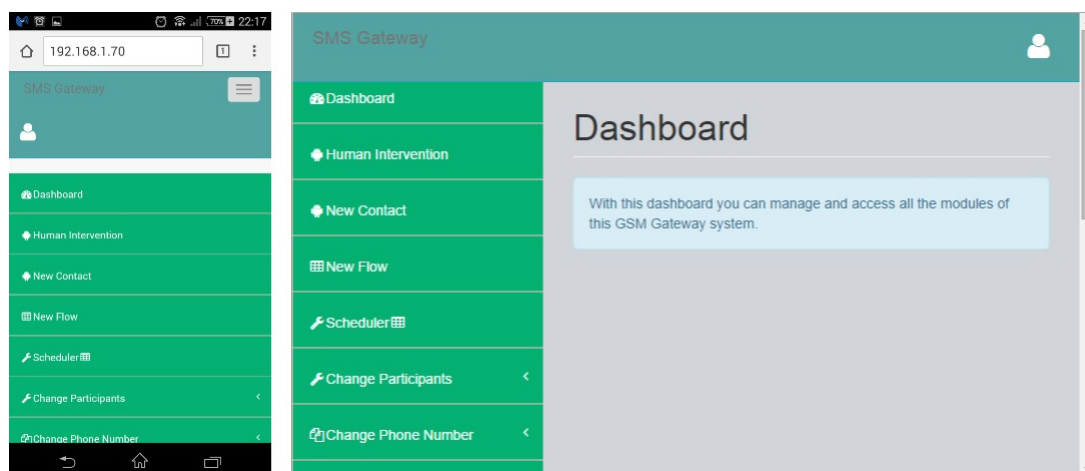 70% 22:17
192.168.1.70 1
SMS Gateway
Dashboard
Human Intervention
New Contact
New Flow
Scheduler
Change Participants
Change Phone Number
SMS Gateway
Dashboard
Human Intervention
New Contact
New Flow
Scheduler
Change Participants
Change Phone Number
Dashboard
With this dashboard you can manage and access all the modules of
this GSM Gateway system.